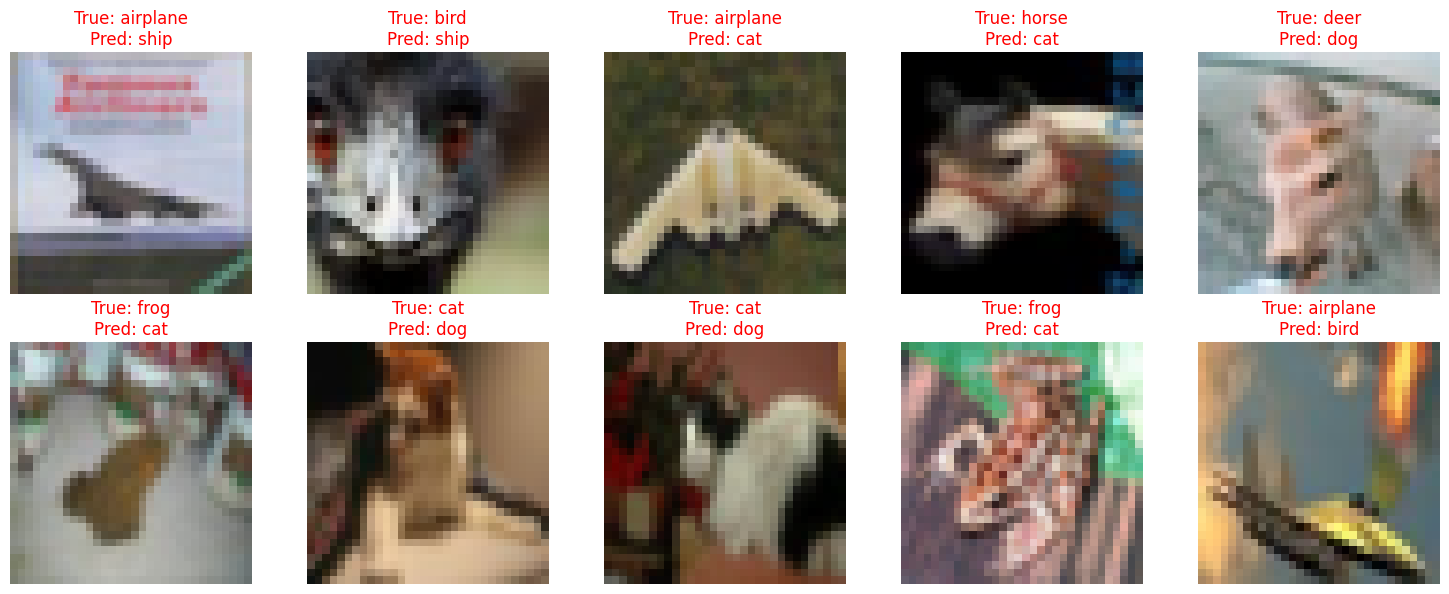 True: airplane
Pred: ship
True: bird
Pred: ship
True: airplane
Pred: cat
True: horse
Pred: cat
True: deer
Pred: dog
True: frog
Pred: cat
True: cat
Pred: dog
True: cat
Pred: dog
True: frog
Pred: cat
True: airplane
Pred: bird